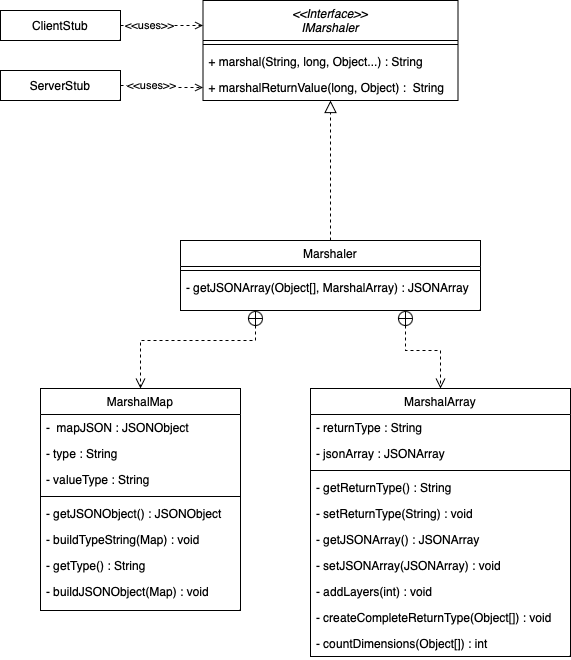 ClientStub
<<uses>>
<<Interface>>
IMarshaler
+ marshal(String, long, Object...) : String
+ marshalReturnValue(long, Object) : String
ServerStub
<<uses>>
Marshaler
- getJSONArray(Object[], MarshalArray) : JSONArray
MarshalMap
- mapJSON : JSONObject
- type : String
- valueType : String
- getJSONObject() : JSONObject
- buildTypeString(Map) : void
- getType() : String
- buildJSONObject(Map) : void
MarshalArray
- returnType : String
- jsonArray : JSONArray
- getReturnType() : String
- setReturnType(String) : void
- getJSONArray() : JSONArray
- setJSONArray(JSONArray) : void
- addLayers(int) : void
- createCompleteReturnType(Object[]) : void
- countDimensions(Object[]) : int